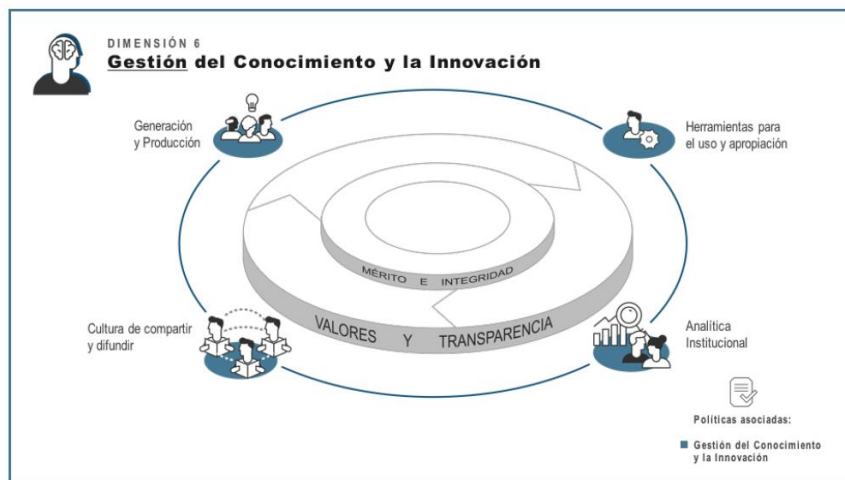 DIMENSIÓN 6
Gestión del Conocimiento y la Innovación
Generación
y Producción
Herramientas para
el uso y apropiación
MÉRITO E INTEGRIDAD
VALORES Y TRANSPARENCIA
Cultura de compartir
y difundir
Analítica
Institucional
Políticas asociadas:
Gestión del Conocimiento
y la Innovación